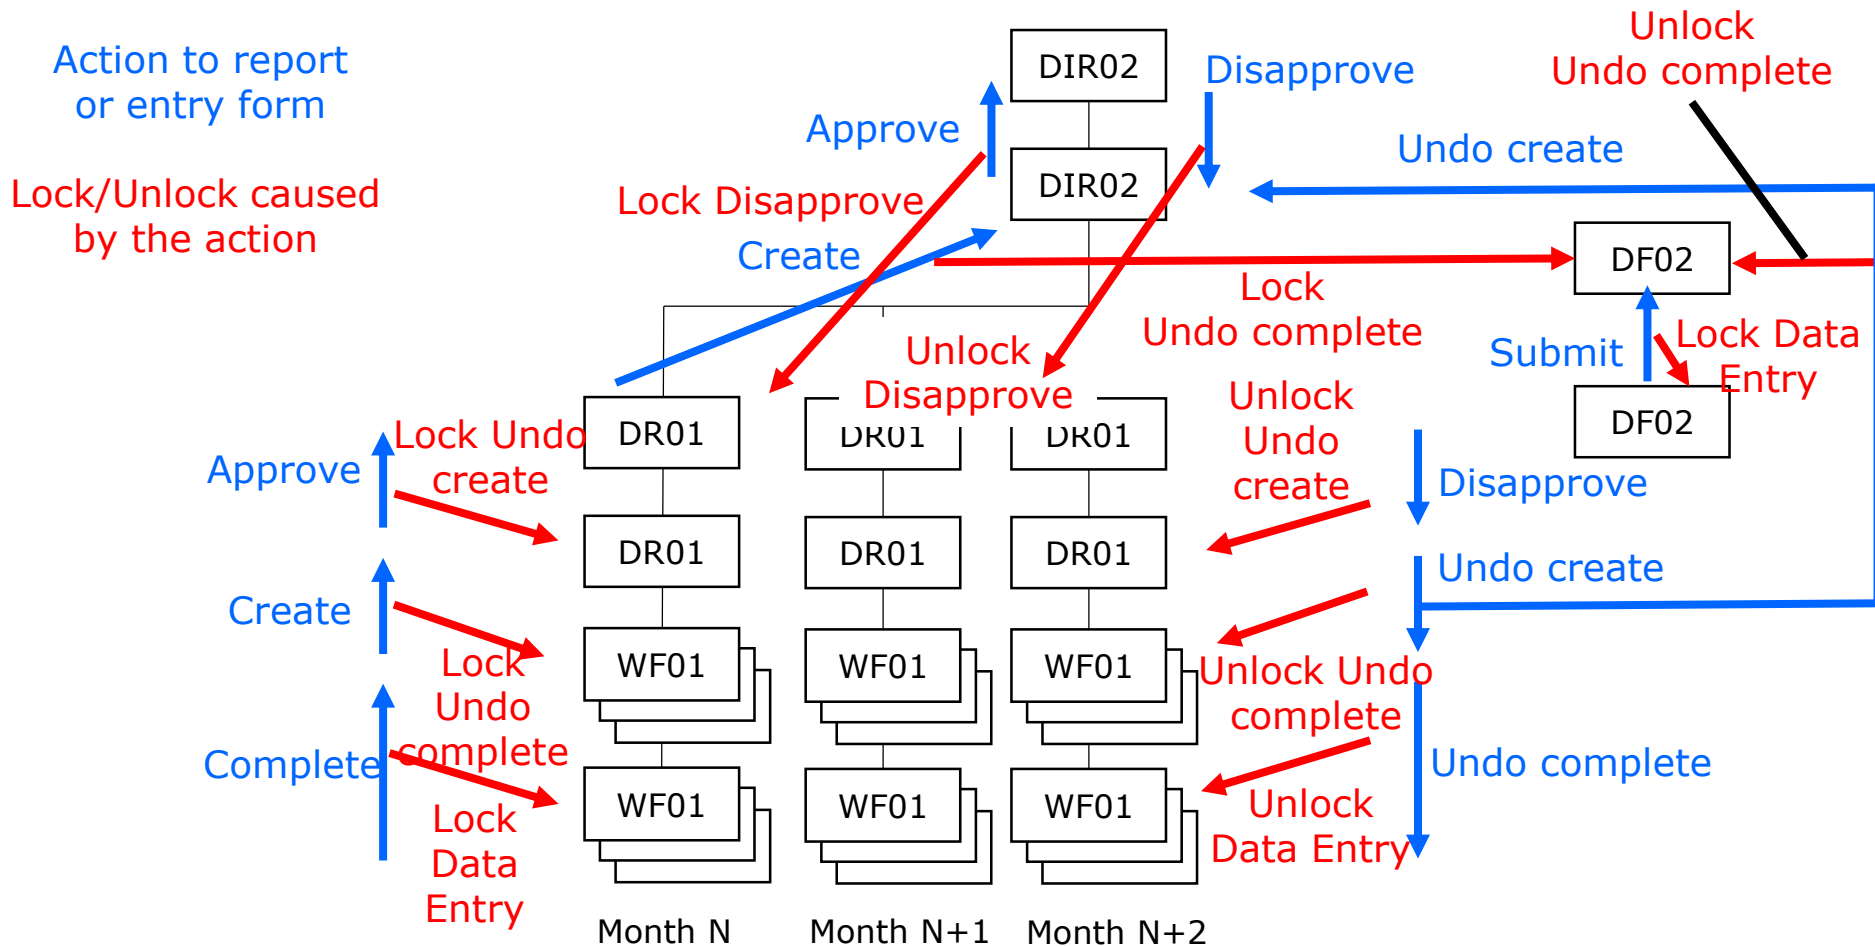 Action to report
or entry form
Lock/Unlock caused
by the action
DIR02
Disapprove
Unlock
Undo complete
Approve
Undo create
DIR02
Lock Disapprove
Create
DF02
Lock
Undo complete
Unlock
Disapprove
Submit
Lock Data
Entry
DF02
DR01
DR01
DR01
Lock Undo
create
Approve
Unlock
Undo
create
Disapprove
DR01
DR01
DR01
Undo create
Create
Lock
Undo
complete
WF01
WF01
WF01
Unlock Undo
complete
Complete
Undo complete
WF01
WF01
WF01
Lock
Data
Entry
Unlock
Data Entry
Month N
Month N+1
Month N+2